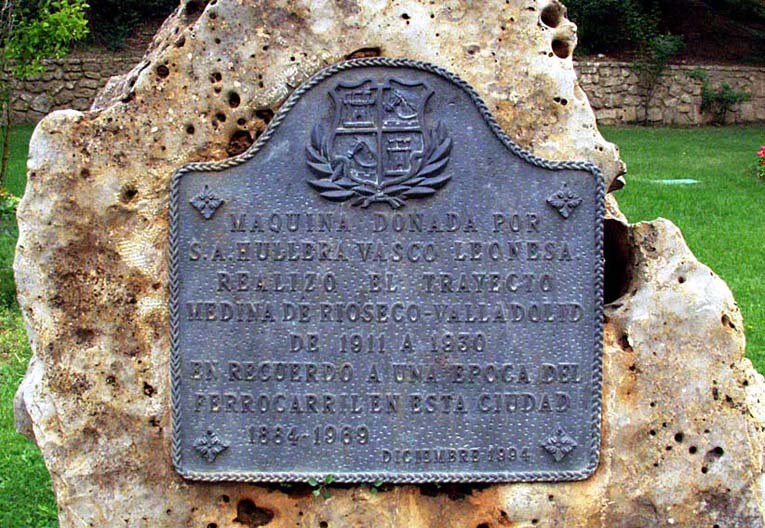 MAQUINA DONADA POR
S.A. HULLERA VASCO LEONESA.
REALIZO EL TRAYECTO
MEDINA DE RIOSECO-VALLADOLID
DE 1911 A 1930
EN RECUERDO A UNA EPOCA DEL
FERROCARRIL EN ESTA CIUDAD
1884-1969
DICIEMBRE 1994